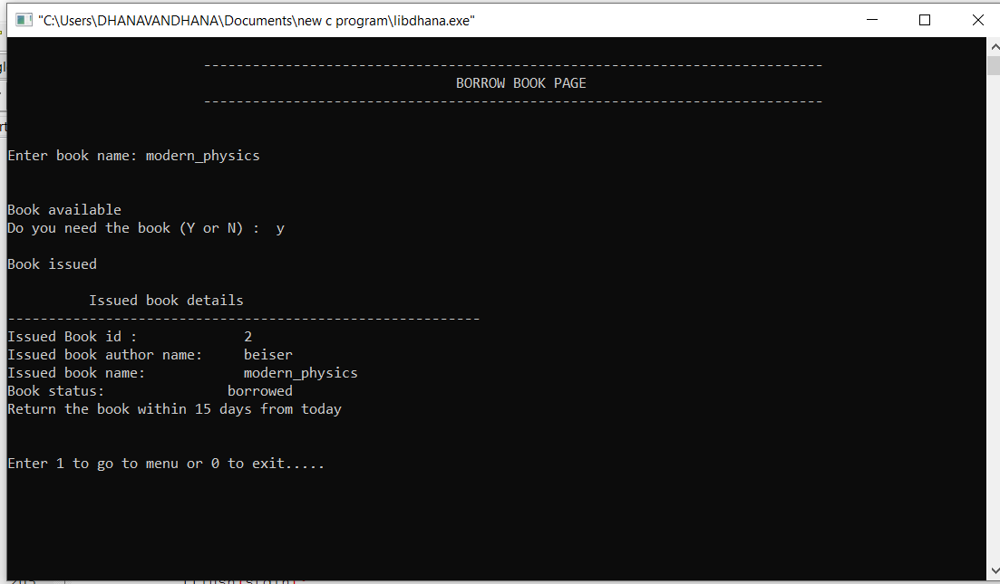 "C:\Users\DHANAVANDHANA\Documents\new c program\libdhana.exe"
----------------------------------------------------------------------------
BORROW BOOK PAGE
----------------------------------------------------------------------------
Enter book name: modern_physics
Book available
Do you need the book (Y or N) :  y
Book issued
Issued book details
----------------------------------------------------------
Issued Book id :             2
Issued book author name:     beiser
Issued book name:            modern_physics
Book status:               borrowed
Return the book within 15 days from today
Enter 1 to go to menu or 0 to exit.....